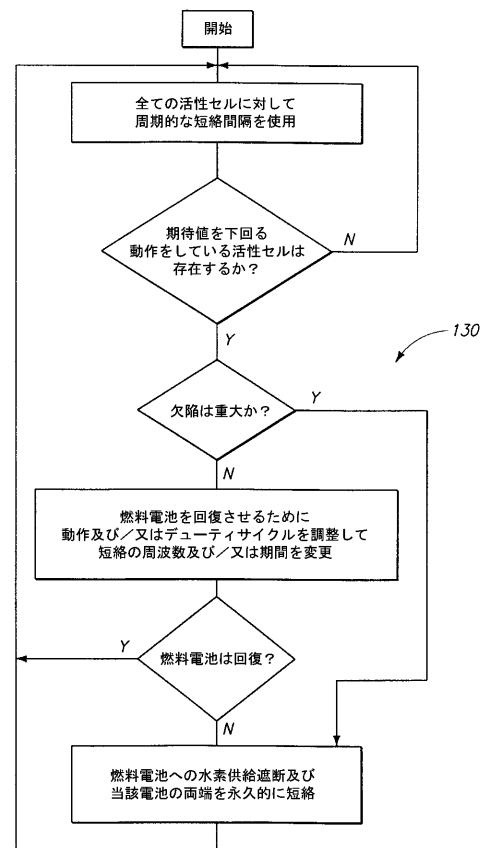 開始
全ての活性セルに対して
周期的な短絡間隔を使用
期待値を下回る
動作をしている活性セルは
存在するか？
N
Y
130
欠陥は重大か？
Y
N
燃料電池を回復させるために
動作及び／又はデューティサイクルを調整して
短絡の周波数及び／又は期間を変更
燃料電池は回復？
Y
N
燃料電池への水素供給遮断及び
当該電池の両端を永久的に短絡